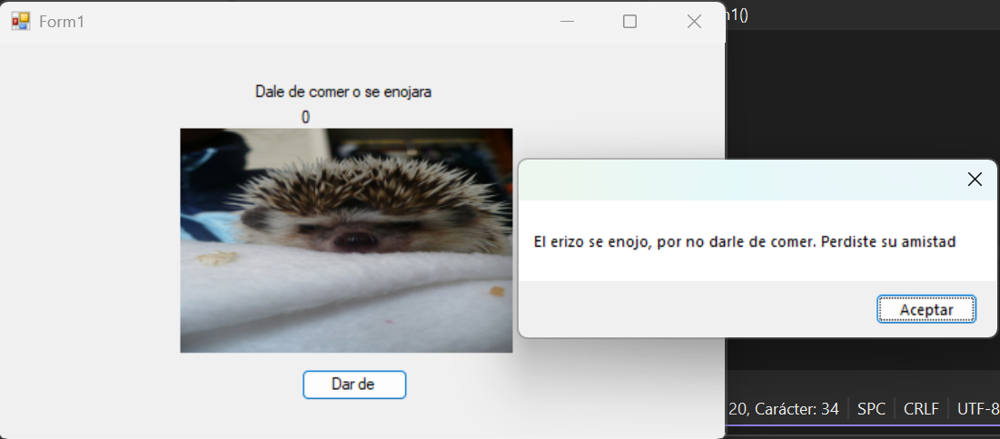 Form1
Dale de comer o se enojara
0
Dar de
El erizo se enojo, por no darle de comer. Perdiste su amistad
Aceptar
20, Carácter: 34 SPC CRLF UTF-8